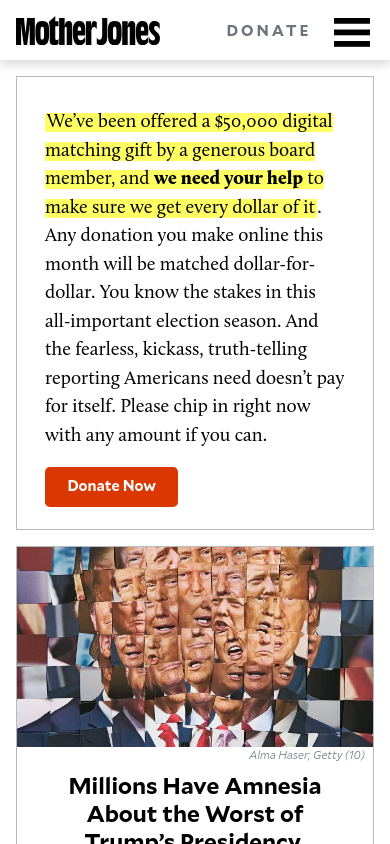 Mother Jones
DONATE
We've been offered a $50,000 digital
matching gift by a generous board
member, and we need your help to
make sure we get every dollar of it.
Any donation you make online this
month will be matched dollar-for-
dollar. You know the stakes in this
all-important election season. And
the fearless, kickass, truth-telling
reporting Americans need doesn't pay
for itself. Please chip in right now
with any amount if you can.
Donate Now
Alma Haser; Getty (10)
Millions Have Amnesia
About the Worst of
Trump's Presidency